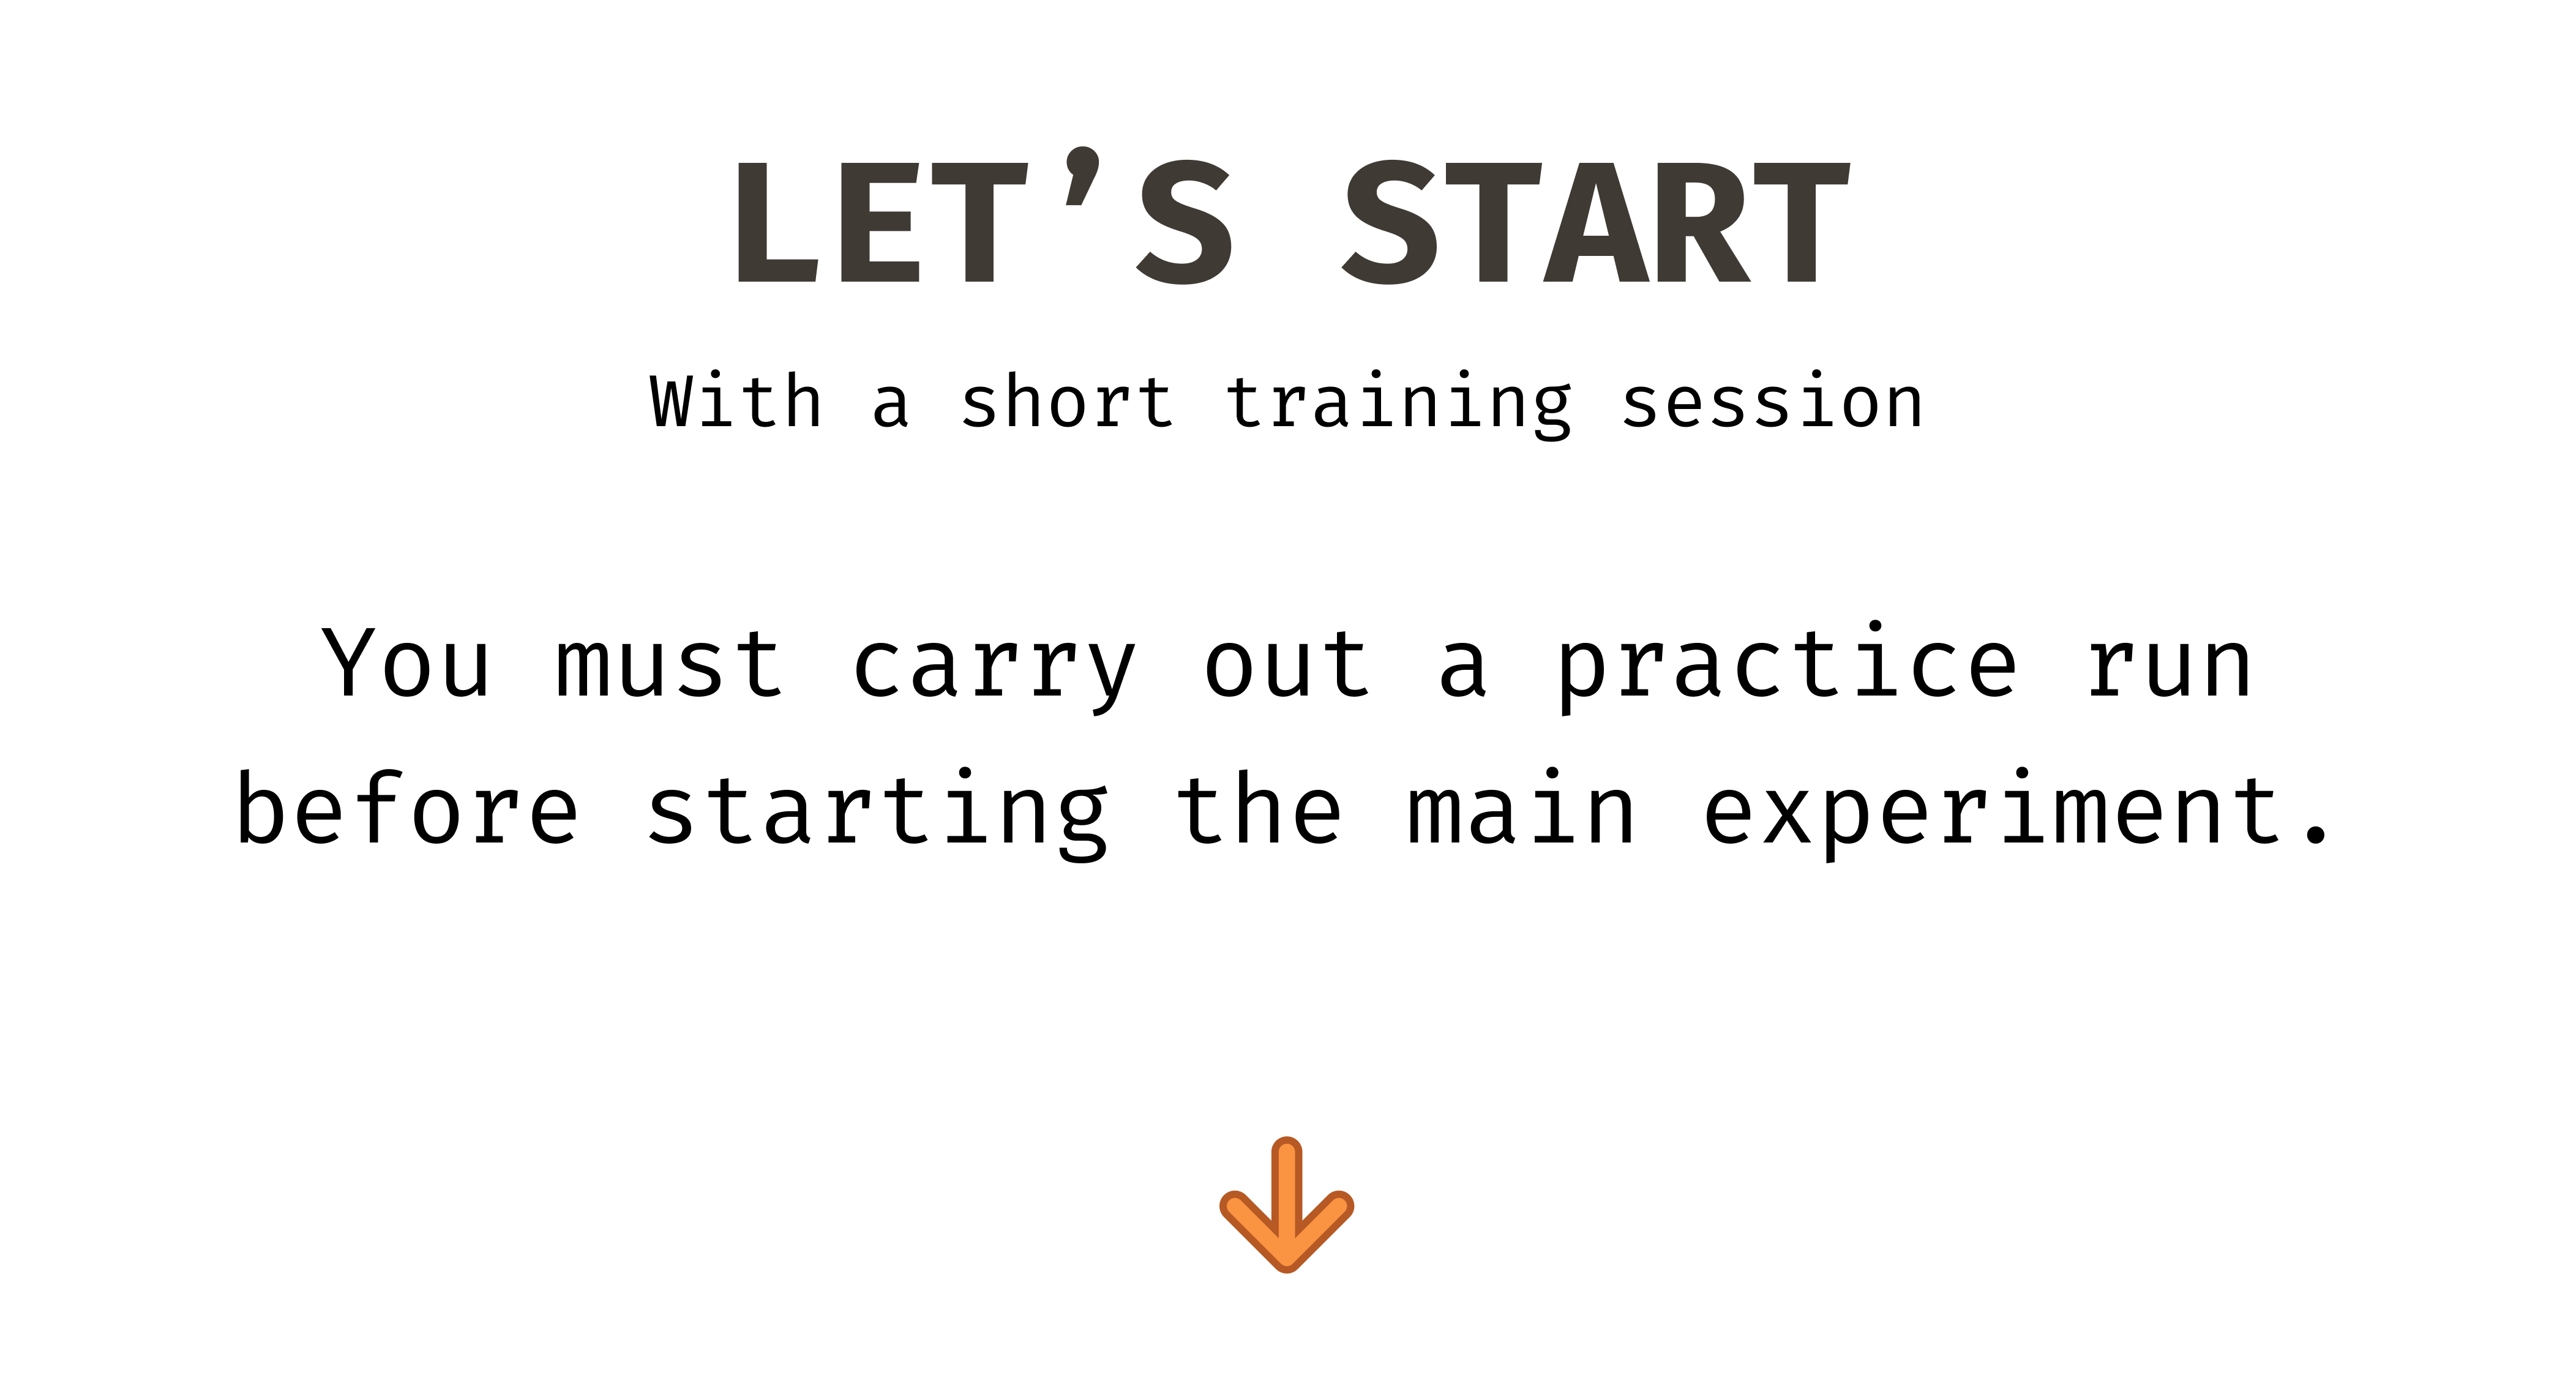 LET’S START
With a short training session
You must carry out a practice run
before starting the main experiment.